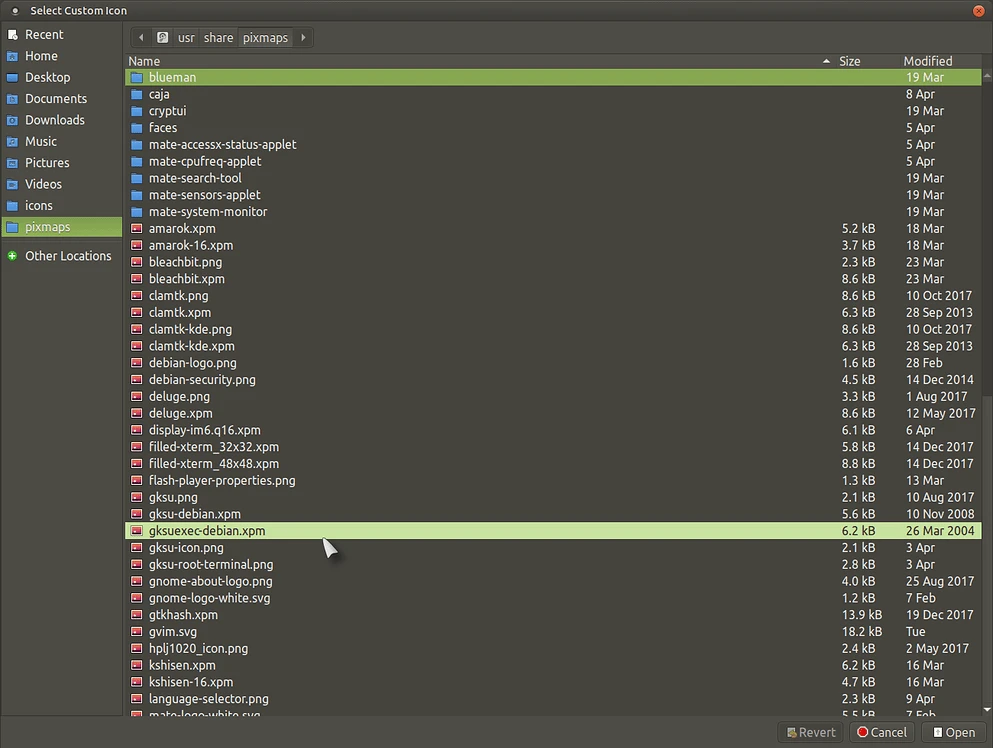 Select Custom Icon
Recent
Home
Desktop
Documents
Downloads
Music
Pictures
Videos
icons
pixmaps
Other Locations
usr share pixmaps
Name Size Modified
blueman 19 Mar
caja 8 Apr
cryptui 19 Mar
faces 5 Apr
mate-accessx-status-applet 5 Apr
mate-cpufreq-applet 5 Apr
mate-search-tool 19 Mar
mate-sensors-applet 19 Mar
mate-system-monitor 19 Mar
amarok.xpm 5.2 kB 18 Mar
amarok-16.xpm 3.7 kB 18 Mar
bleachbit.png 2.3 kB 23 Mar
bleachbit.xpm 8.6 kB 23 Mar
clamtk.png 8.6 kB 10 Oct 2017
clamtk.xpm 6.3 kB 28 Sep 2013
clamtk-kde.png 8.6 kB 10 Oct 2017
clamtk-kde.xpm 6.3 kB 28 Sep 2013
debian-logo.png 1.6 kB 28 Feb
debian-security.png 4.5 kB 14 Dec 2014
deluge.png 3.3 kB 1 Aug 2017
deluge.xpm 8.6 kB 12 May 2017
display-im6.q16.xpm 6.1 kB 6 Apr
filled-xterm_32x32.xpm 5.8 kB 14 Dec 2017
filled-xterm_48x48.xpm 8.8 kB 14 Dec 2017
flash-player-properties.png 1.3 kB 13 Mar
gksu.png 2.1 kB 10 Aug 2017
gksu-debian.xpm 5.6 kB 10 Nov 2008
gksuexec-debian.xpm 6.2 kB 26 Mar 2004
gksu-icon.png 2.1 kB 3 Apr
gksu-root-terminal.png 2.8 kB 3 Apr
gnome-about-logo.png 4.0 kB 25 Aug 2017
gnome-logo-white.svg 1.2 kB 7 Feb
gtkhash.xpm 13.9 kB 19 Dec 2017
gvim.svg 18.2 kB Tue
hplj1020_icon.png 2.4 kB 2 May 2017
kshisen.xpm 6.2 kB 16 Mar
kshisen-16.xpm 4.7 kB 16 Mar
language-selector.png 2.3 kB 9 Apr
mate-logo-white.svg 5.5 kB 7 Feb
Revert Cancel Open